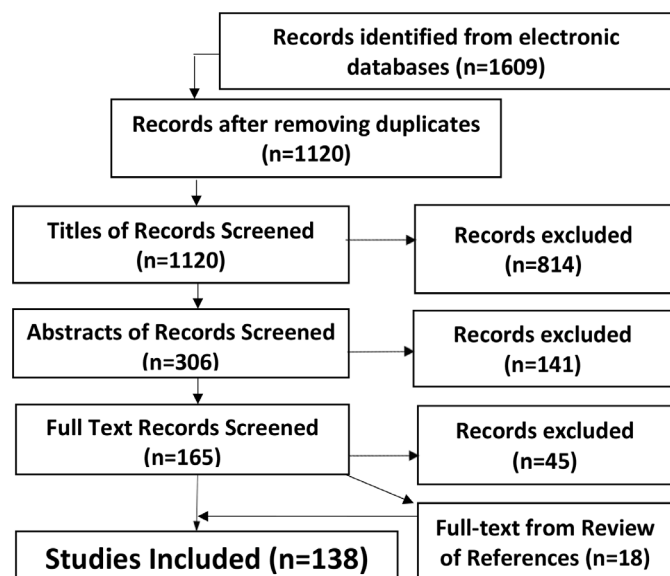 Records identified from electronic
databases (n=1609)
Records after removing duplicates
(n=1120)
Titles of Records Screened
(n=1120)
Records excluded
(n=814)
Abstracts of Records Screened
(n=306)
Records excluded
(n=141)
Full Text Records Screened
(n=165)
Records excluded
(n=45)
Full-text from Review
of References (n=18)
Studies Included (n=138)